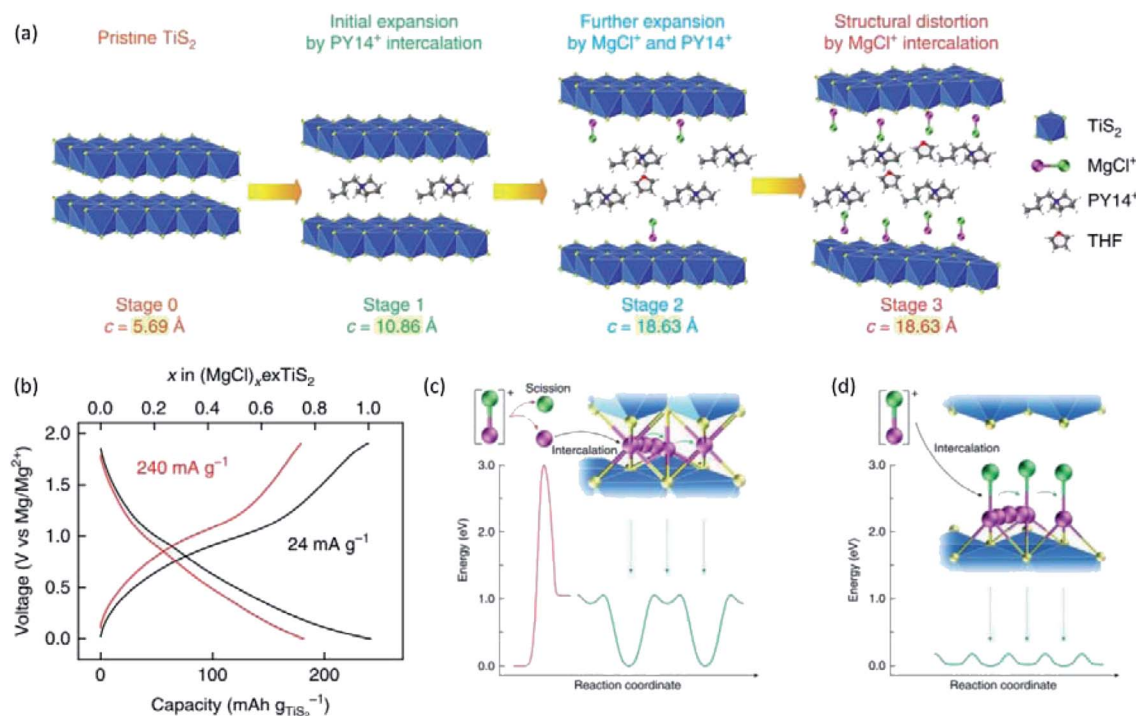 (a)
Pristine TiS₂
Initial expansion
by PY14⁺ intercalation
Further expansion
by MgCl⁺ and PY14⁺
Structural distortion
by MgCl⁺ intercalation
TiS₂
MgCl⁺
PY14⁺
THF
Stage 0
c = 5.69 Å
Stage 1
c = 10.86 Å
Stage 2
c = 18.63 Å
Stage 3
c = 18.63 Å
(b)
x in (MgCl)ₓexTiS₂
0.0 0.2 0.4 0.6 0.8 1.0
2.0
1.5
1.0
0.5
0.0
Voltage (V vs Mg/Mg²⁺)
240 mA g⁻¹
24 mA g⁻¹
0 100 200
Capacity (mAh g_TiS₂⁻¹)
(c)
+
Scission
Intercalation
3.0
2.0
1.0
0.0
Energy (eV)
Reaction coordinate
(d)
+
Intercalation
3.0
2.0
1.0
0.0
Energy (eV)
Reaction coordinate